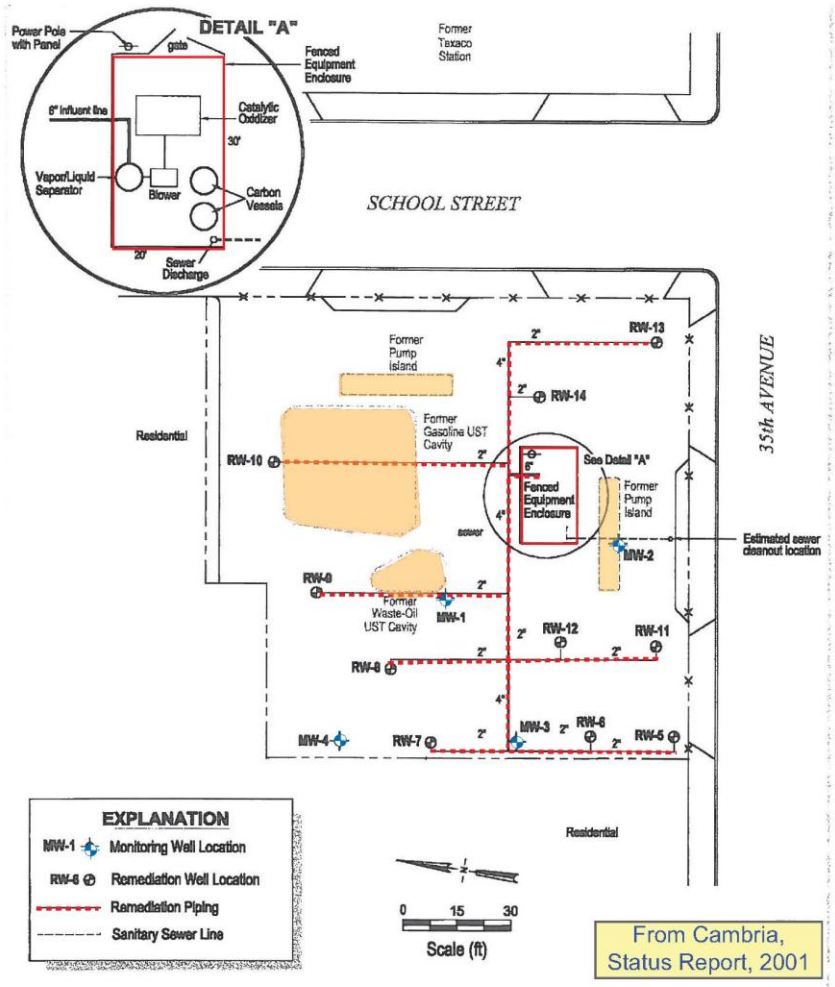 DETAIL "A"
Power Pole
with Panel
gate
Fenced
Equipment
Enclosure
6" Influent line
Catalytic
Oxidizer
30'
Vapor/Liquid
Separator
Blower
Carbon
Vessels
20'
Sewer
Discharge
Former
Texaco
Station
SCHOOL STREET
35th AVENUE
2"
RW-13
4"
Former
Pump
Island
2"
RW-14
Residential
Former
Gasoline UST
Cavity
RW-10
2"
6"
See Detail "A"
Fenced
Equipment
Enclosure
Former
Pump
Island
4"
sewer
Estimated sewer
cleanout location
MW-2
RW-9
2"
Former
Waste-Oil
UST Cavity
MW-1
2"
RW-12
RW-11
2"
2"
RW-8
4"
MW-4
RW-7
2"
MW-3
2"
RW-6
2"
RW-5
EXPLANATION
MW-1 Monitoring Well Location
RW-6 Remediation Well Location
Remediation Piping
Sanitary Sewer Line
Residential
N
0 15 30
Scale (ft)
From Cambria,
Status Report, 2001